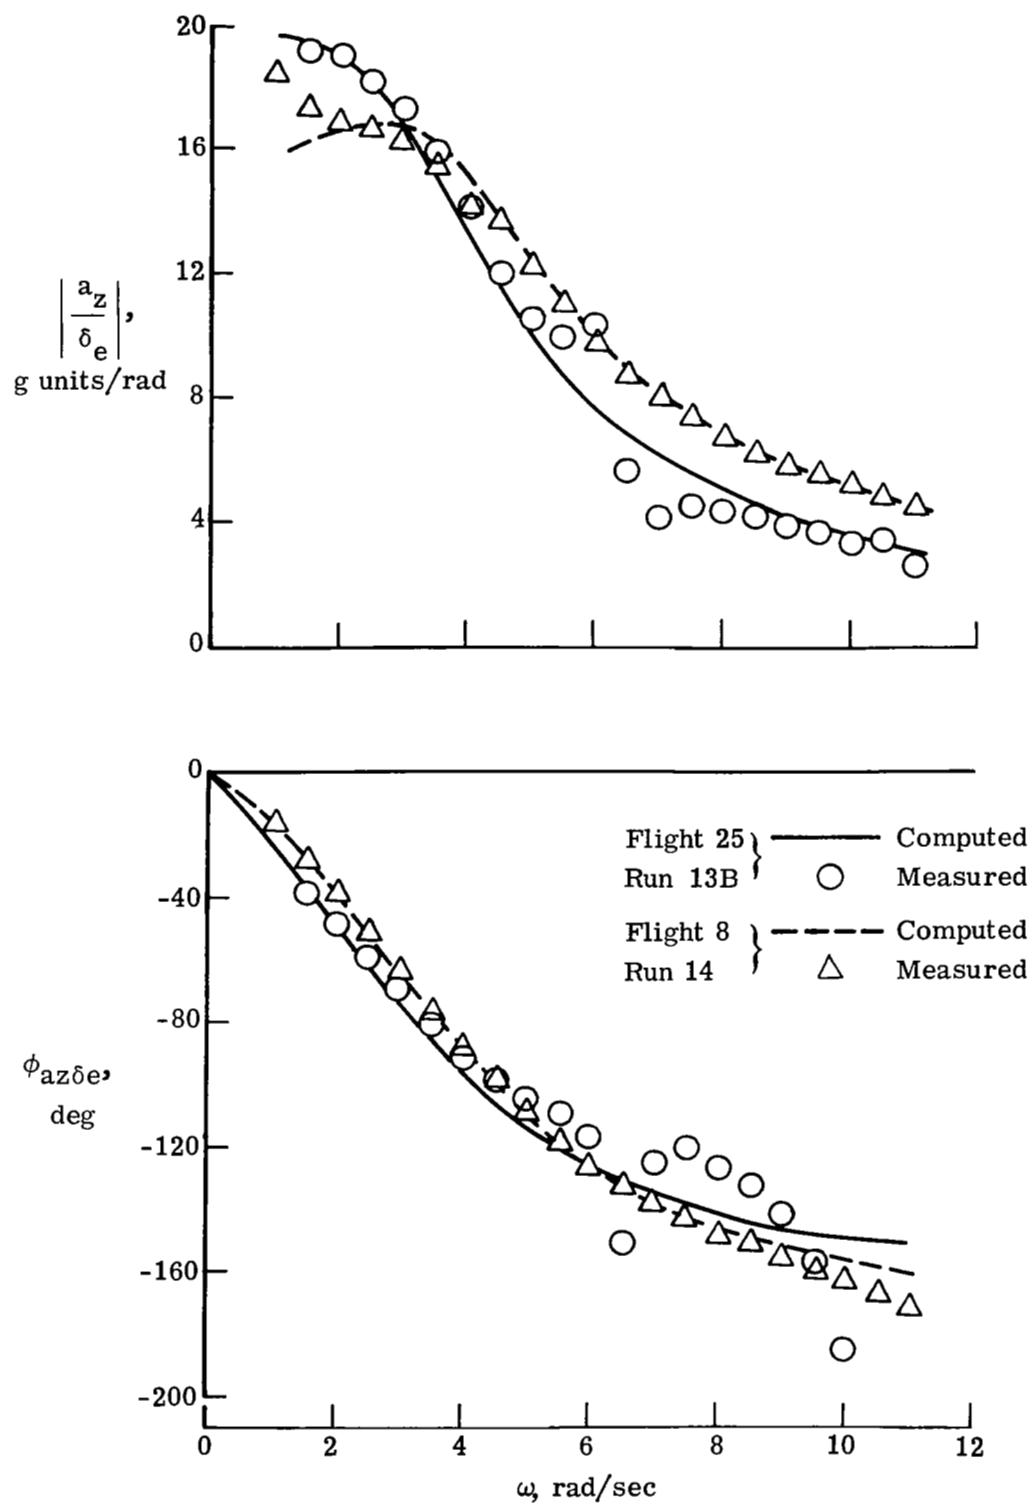 20
16
12
8
4
0
|a_z / δ_e|,
g units/rad
0
-40
-80
-120
-160
-200
ϕ_azδe,
deg
Flight 25 } Computed
Run 13B Measured
Flight 8 } Computed
Run 14 Measured
0 2 4 6 8 10 12
ω, rad/sec